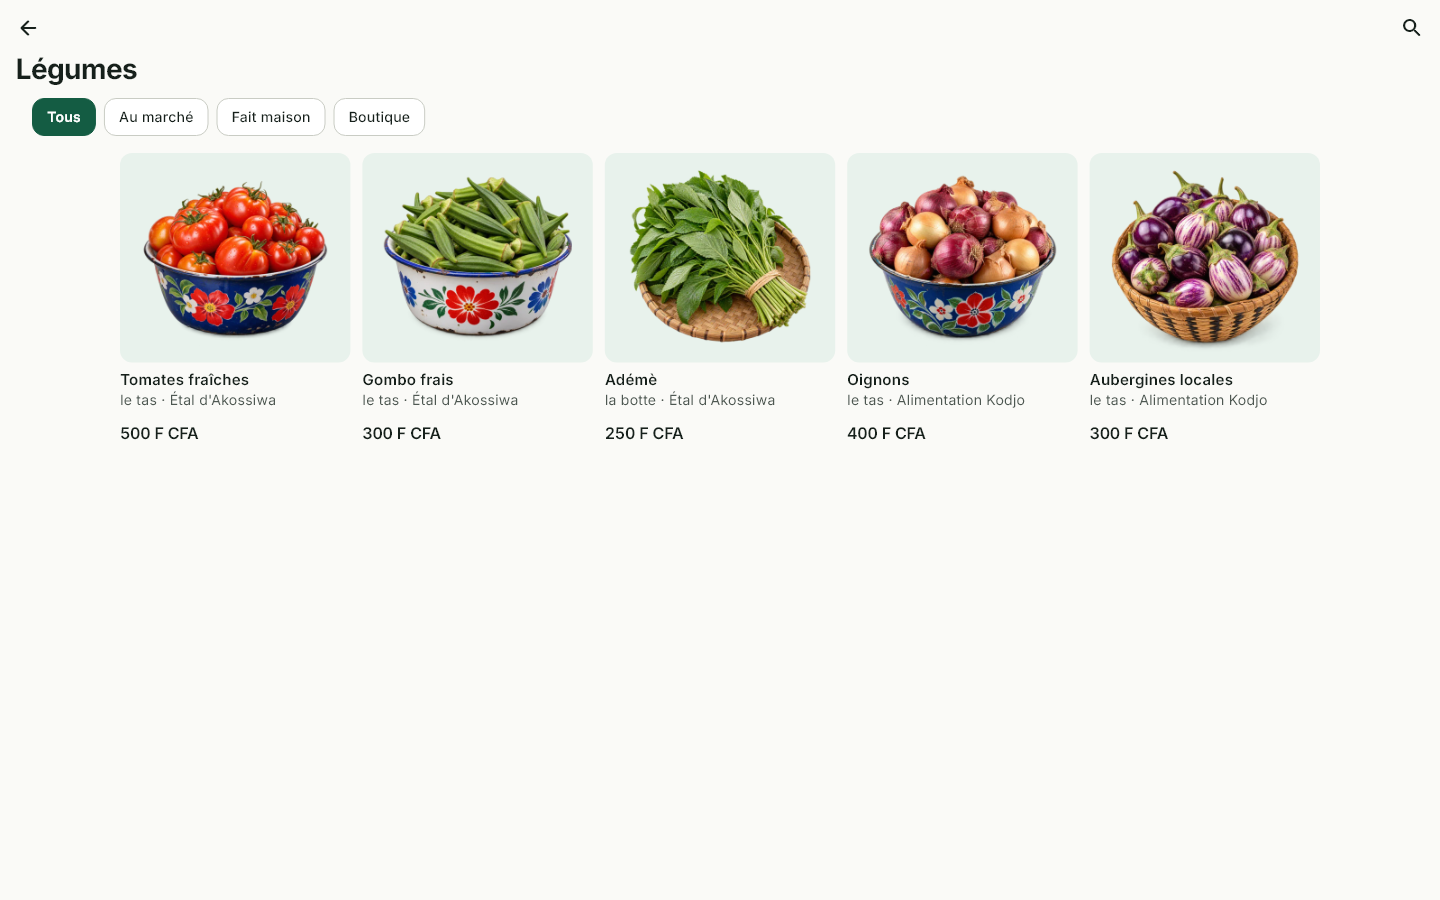 Légumes
Tous
Au marché
Fait maison
Boutique
Tomates fraîches
le tas · Étal d'Akossiwa
500 F CFA
Gombo frais
le tas · Étal d'Akossiwa
300 F CFA
Adémè
la botte · Étal d'Akossiwa
250 F CFA
Oignons
le tas · Alimentation Kodjo
400 F CFA
Aubergines locales
le tas · Alimentation Kodjo
300 F CFA